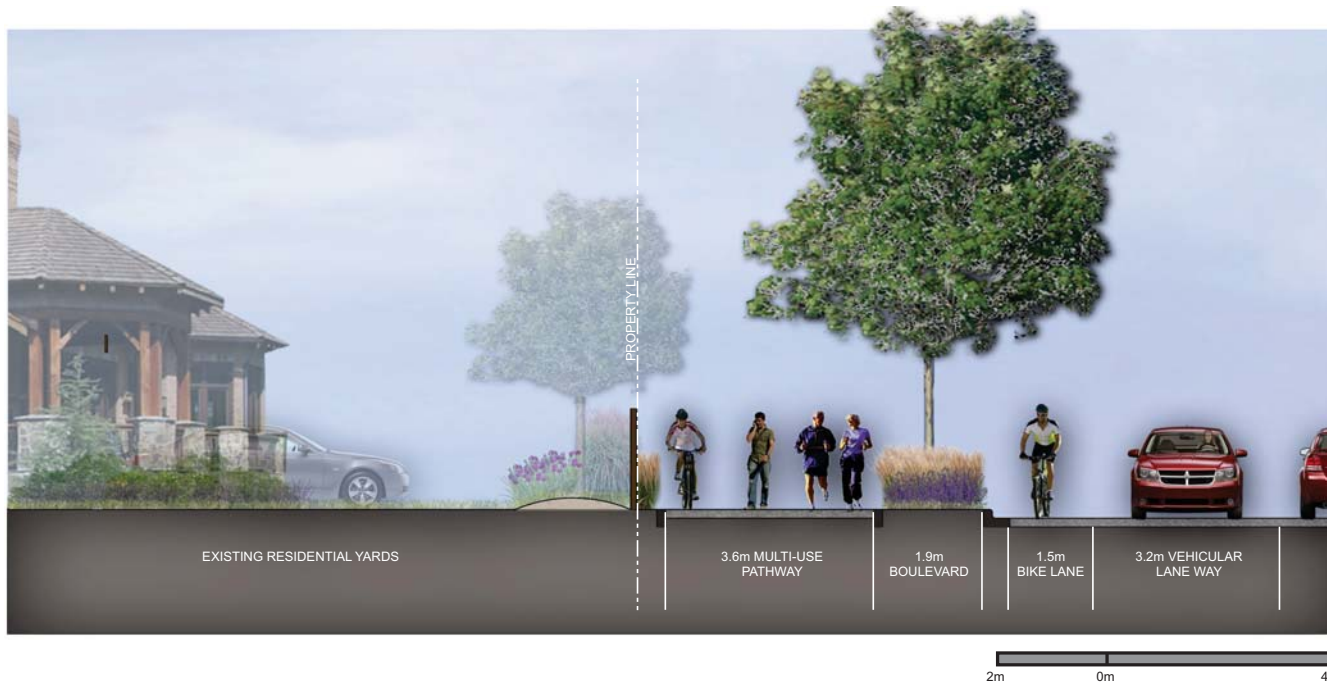 PROPERTY LINE
EXISTING RESIDENTIAL YARDS
3.6m MULTI-USE
PATHWAY
1.9m
BOULEVARD
1.5m
BIKE LANE
3.2m VEHICULAR
LANE WAY
2m
0m
4